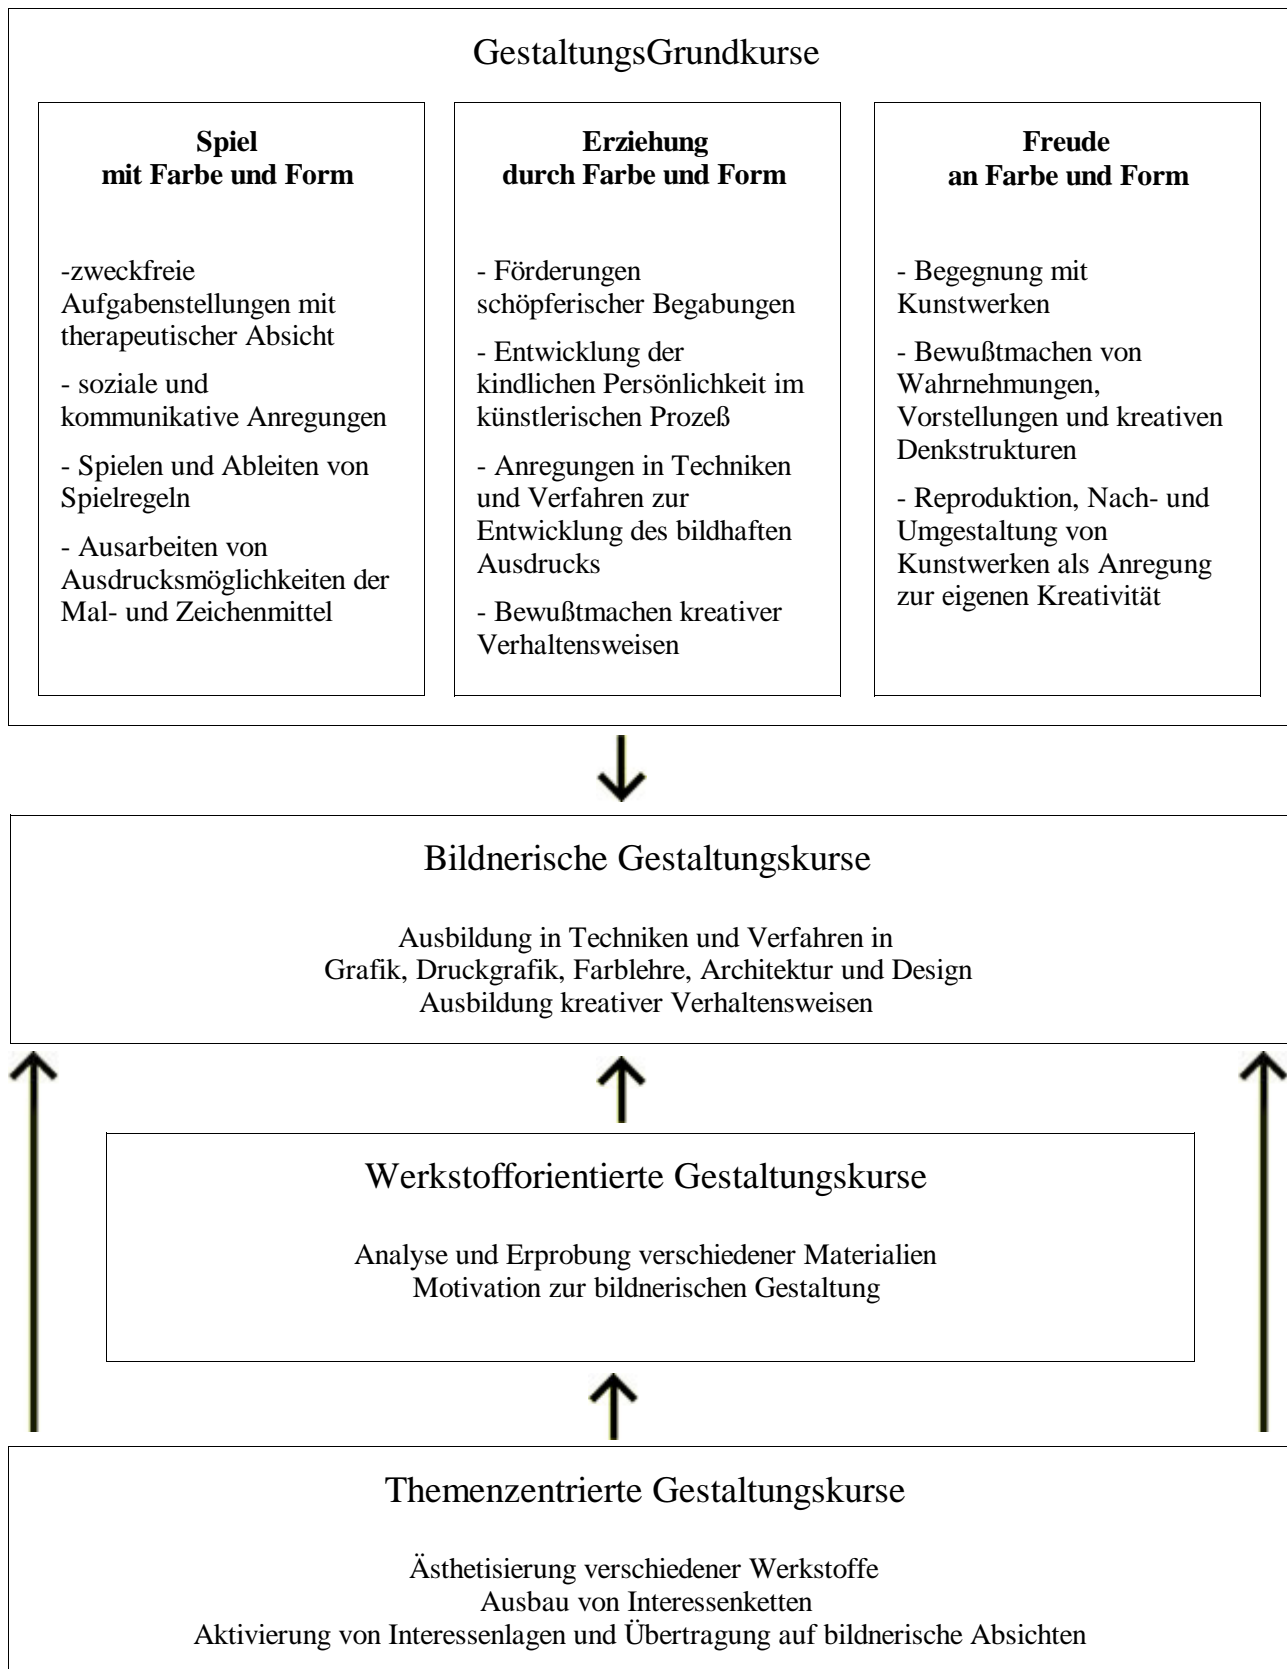 GestaltungsGrundkurse
Spiel
mit Farbe und Form
-zweckfreie
Aufgabenstellungen mit
therapeutischer Absicht
- soziale und
kommunikative Anregungen
- Spielen und Ableiten von
Spielregeln
- Ausarbeiten von
Ausdrucksmöglichkeiten der
Mal- und Zeichenmittel
Erziehung
durch Farbe und Form
- Förderungen
schöpferischer Begabungen
- Entwicklung der
kindlichen Persönlichkeit im
künstlerischen Prozeß
- Anregungen in Techniken
und Verfahren zur
Entwicklung des bildhaften
Ausdrucks
- Bewußtmachen kreativer
Verhaltensweisen
Freude
an Farbe und Form
- Begegnung mit
Kunstwerken
- Bewußtmachen von
Wahrnehmungen,
Vorstellungen und kreativen
Denkstrukturen
- Reproduktion, Nach- und
Umgestaltung von
Kunstwerken als Anregung
zur eigenen Kreativität
Bildnerische Gestaltungskurse
Ausbildung in Techniken und Verfahren in
Grafik, Druckgrafik, Farblehre, Architektur und Design
Ausbildung kreativer Verhaltensweisen
Werkstofforientierte Gestaltungskurse
Analyse und Erprobung verschiedener Materialien
Motivation zur bildnerischen Gestaltung
Themenzentrierte Gestaltungskurse
Ästhetisierung verschiedener Werkstoffe
Ausbau von Interessenketten
Aktivierung von Interessenlagen und Übertragung auf bildnerische Absichten